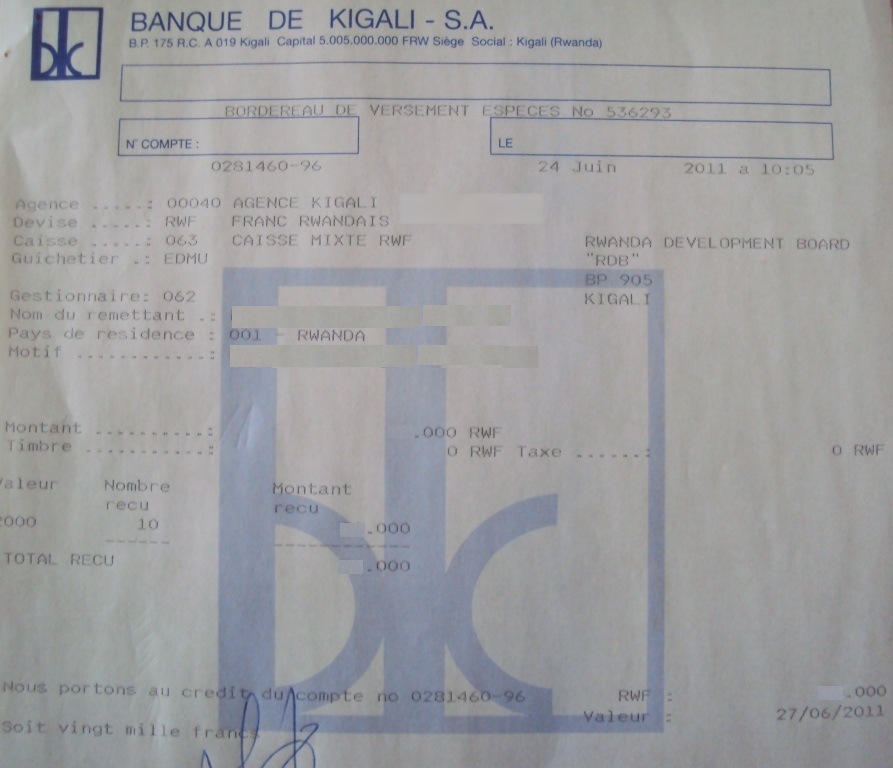 bk
BANQUE DE KIGALI - S.A.
B.P. 175 R.C. A 019 Kigali Capital 5.005.000.000 FRW Siège Social : Kigali (Rwanda)
BORDEREAU DE VERSEMENT ESPECES No 536293
N° COMPTE : LE
0281460-96 24 Juin 2011 a 10:05
Agence .....: 00040 AGENCE KIGALI
Devise .....: RWF FRANC RWANDAIS
Caisse .....: 063 CAISSE MIXTE RWF RWANDA DEVELOPMENT BOARD
Guichetier .: EDMU "RDB"
BP 905
Gestionnaire: 062 KIGALI
Nom du remettant .:
Pays de residence : 001 - RWANDA
Motif ............:
Montant ..........: .000 RWF
Timbre ...........: 0 RWF Taxe ......: 0 RWF
Valeur Nombre Montant
recu recu
2000 10 .000
TOTAL RECU .000
Nous portons au credit du compte no 0281460-96 RWF : .000
Valeur : 27/06/2011
Soit vingt mille francs